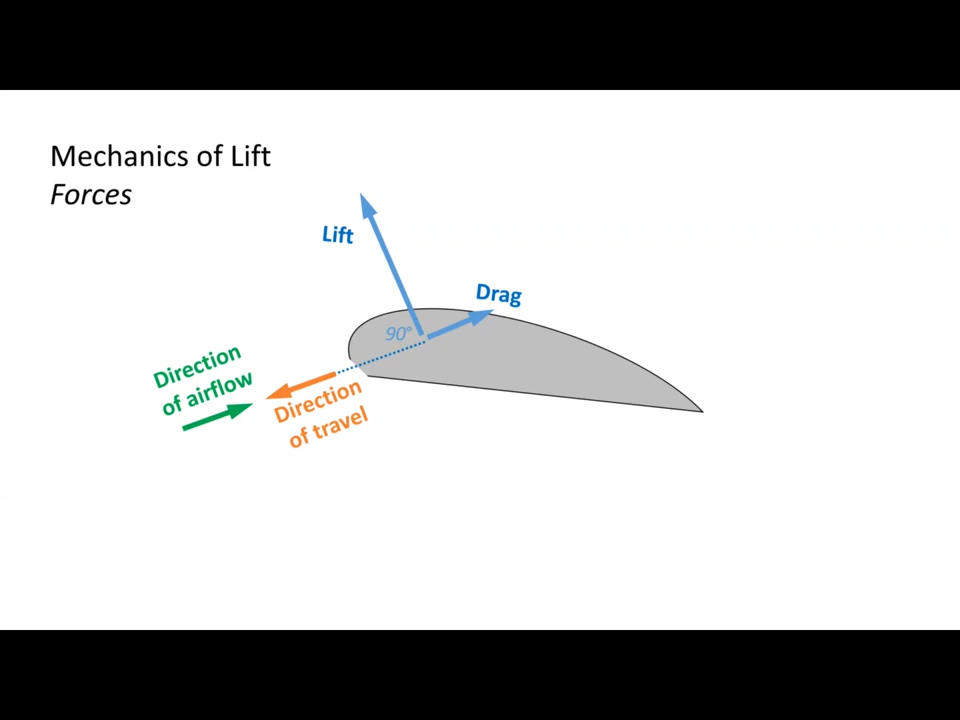 Mechanics of Lift
Forces
Lift
Drag
90°
Direction
of airflow
Direction
of travel